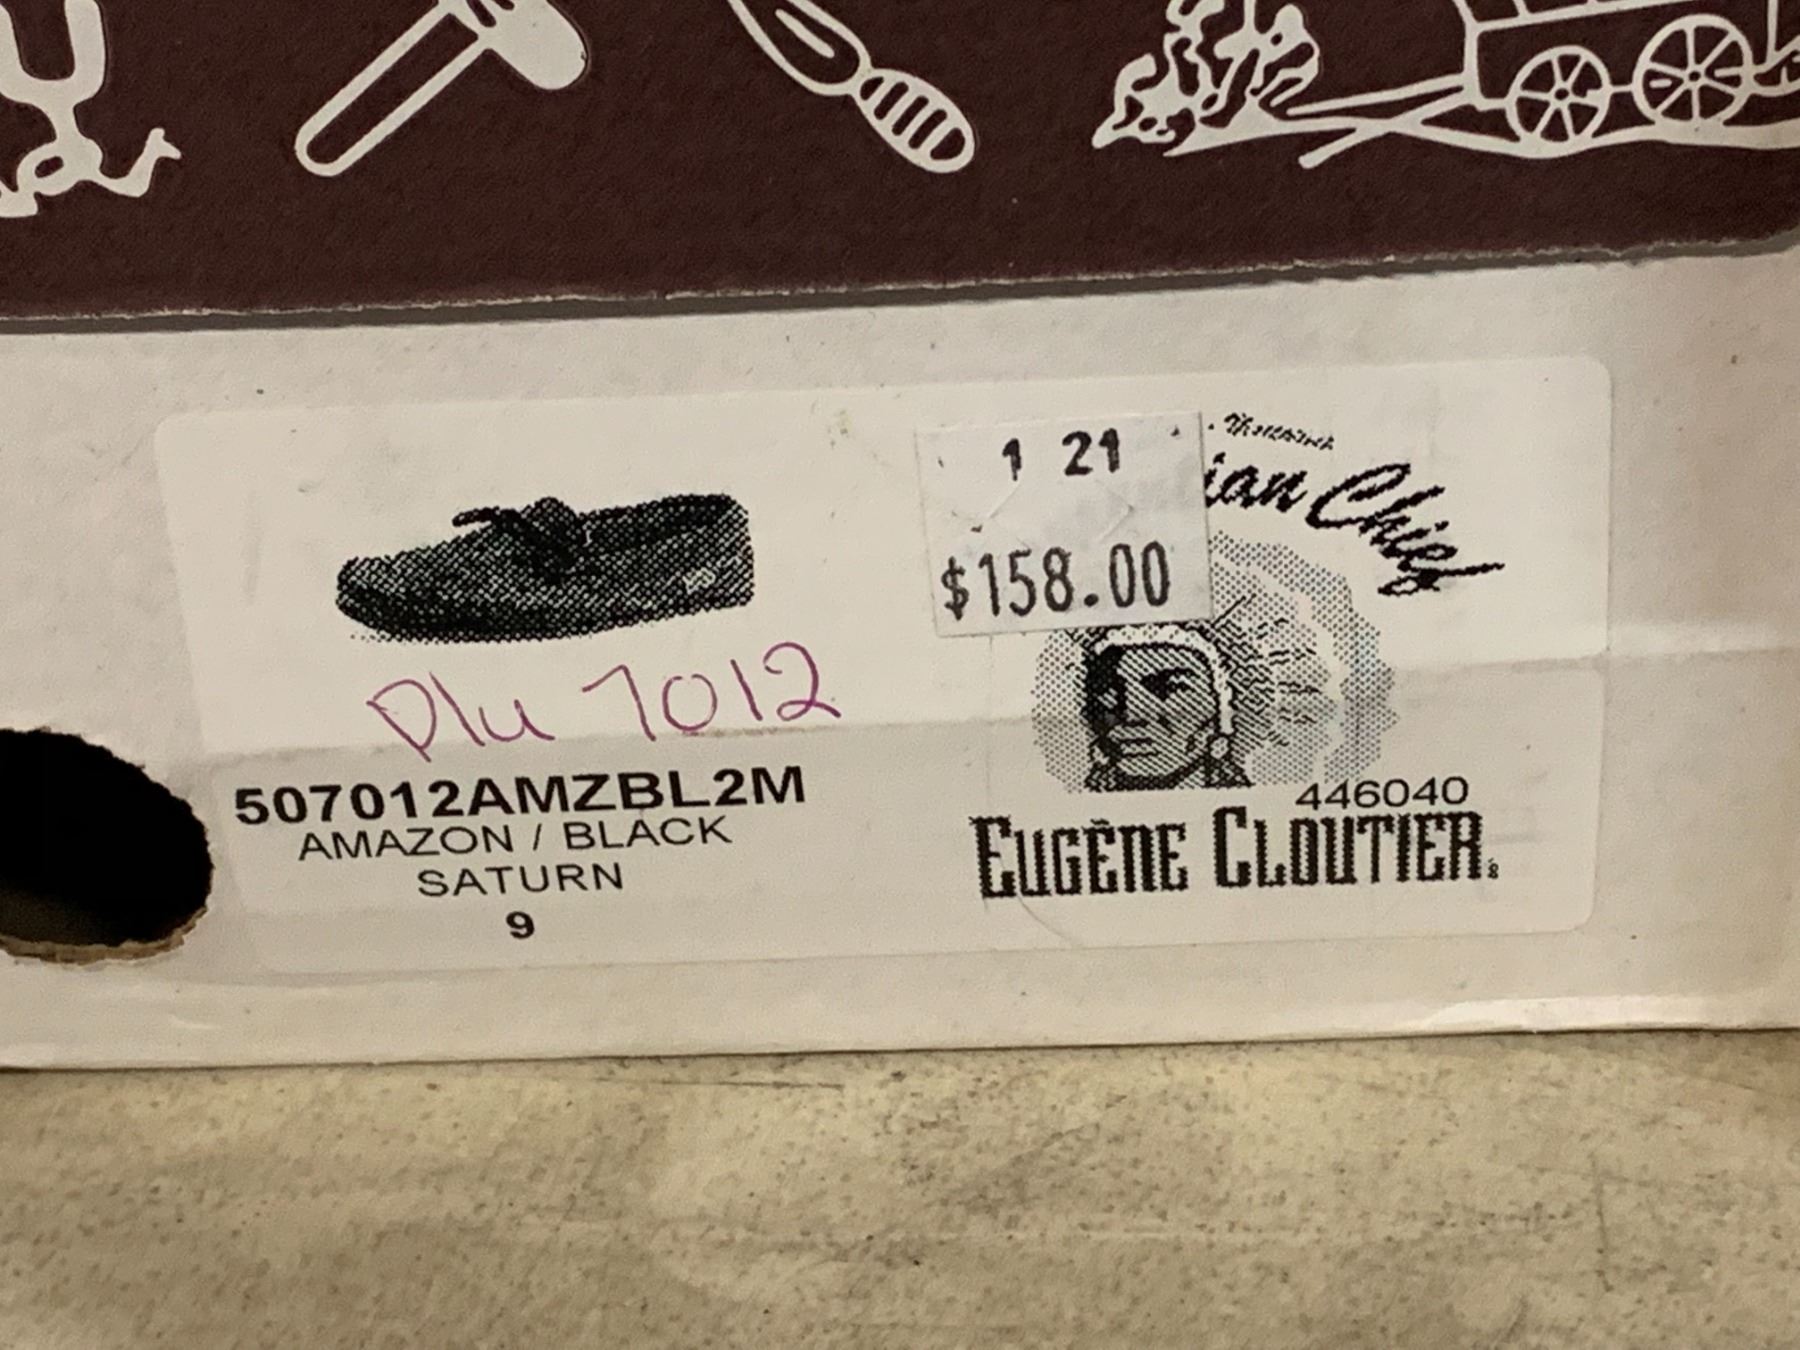 1 21
$158.00
ian Chief
Plu 7012
507012AMZBL2M
AMAZON / BLACK
SATURN
9
446040
EUGÈNE CLOUTIER